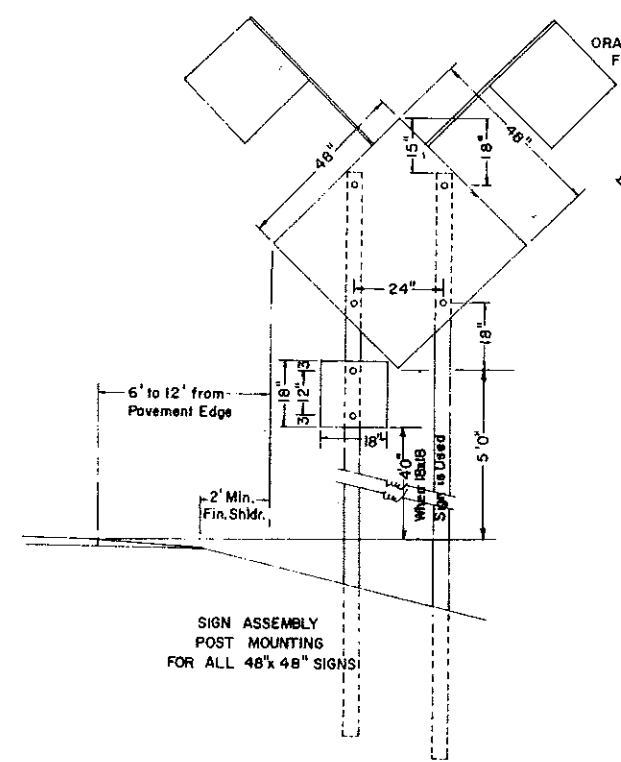 ORA
F
48"
48"
15"
18"
24"
18"
6' to 12' from
Pavement Edge
18"
3"
12"
3"
18"
4'0"
When 18x18
Sign is Used
5'0"
2' Min.
Fin. Shldr.
SIGN ASSEMBLY
POST MOUNTING
FOR ALL 48"x 48" SIGNS